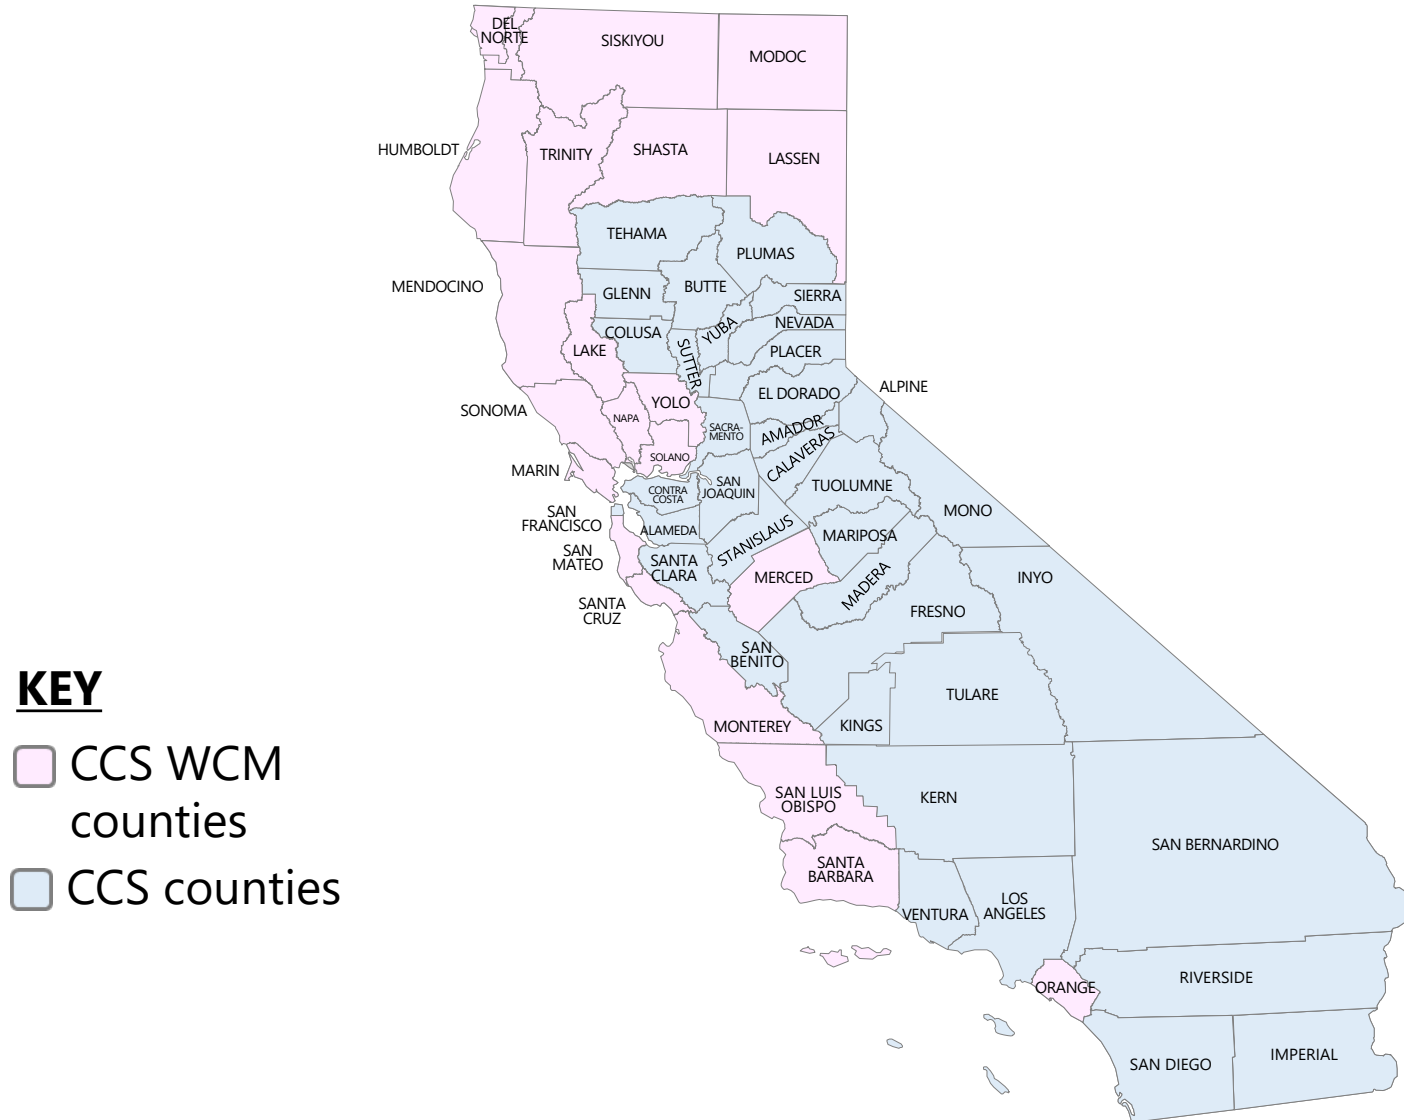 DEL
NORTE
SISKIYOU
MODOC
HUMBOLDT
TRINITY
SHASTA
LASSEN
TEHAMA
PLUMAS
MENDOCINO
GLENN
BUTTE
SIERRA
COLUSA
YUBA
NEVADA
LAKE
SUTTER
PLACER
EL DORADO
ALPINE
SONOMA
NAPA
YOLO
SACRA-
MENTO
AMADOR
CALAVERAS
MARIN
SOLANO
SAN
JOAQUIN
TUOLUMNE
CONTRA
COSTA
MONO
SAN
FRANCISCO
ALAMEDA
STANISLAUS
MARIPOSA
SAN
MATEO
SANTA
CLARA
MERCED
MADERA
INYO
SANTA
CRUZ
FRESNO
SAN
BENITO
KEY
TULARE
MONTEREY
KINGS
CCS WCM
counties
SAN LUIS
OBISPO
KERN
SAN BERNARDINO
CCS counties
SANTA
BARBARA
VENTURA
LOS
ANGELES
ORANGE
RIVERSIDE
SAN DIEGO
IMPERIAL